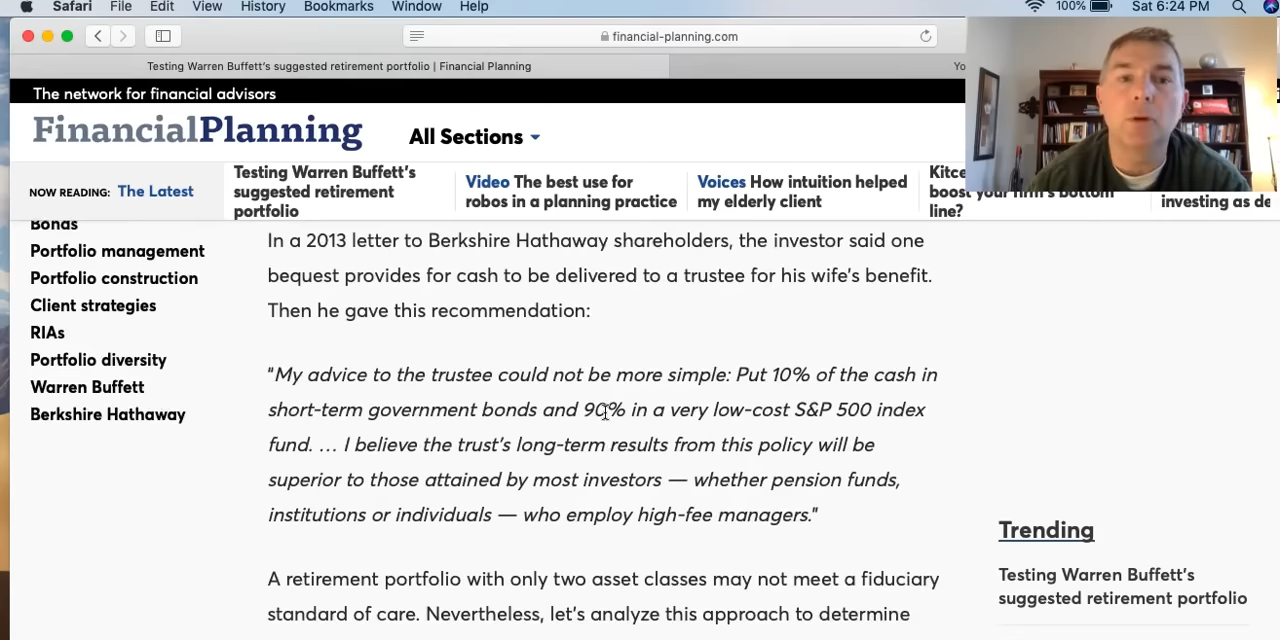 Safari File Edit View History Bookmarks Window Help 100% Sat 6:24 PM
financial-planning.com
Testing Warren Buffett's suggested retirement portfolio | Financial Planning Yo
The network for financial advisors
FinancialPlanning All Sections
NOW READING: The Latest
Testing Warren Buffett's
suggested retirement
portfolio
Video The best use for
robos in a planning practice
Voices How intuition helped
my elderly client
Kitce
boost your firm's bottom
line?
investing as de
Bonds
Portfolio management
Portfolio construction
Client strategies
RIAs
Portfolio diversity
Warren Buffett
Berkshire Hathaway
In a 2013 letter to Berkshire Hathaway shareholders, the investor said one
bequest provides for cash to be delivered to a trustee for his wife's benefit.
Then he gave this recommendation:
"My advice to the trustee could not be more simple: Put 10% of the cash in
short-term government bonds and 90% in a very low-cost S&P 500 index
fund. … I believe the trust's long-term results from this policy will be
superior to those attained by most investors — whether pension funds,
institutions or individuals — who employ high-fee managers."
A retirement portfolio with only two asset classes may not meet a fiduciary
standard of care. Nevertheless, let's analyze this approach to determine
Trending
Testing Warren Buffett's
suggested retirement portfolio